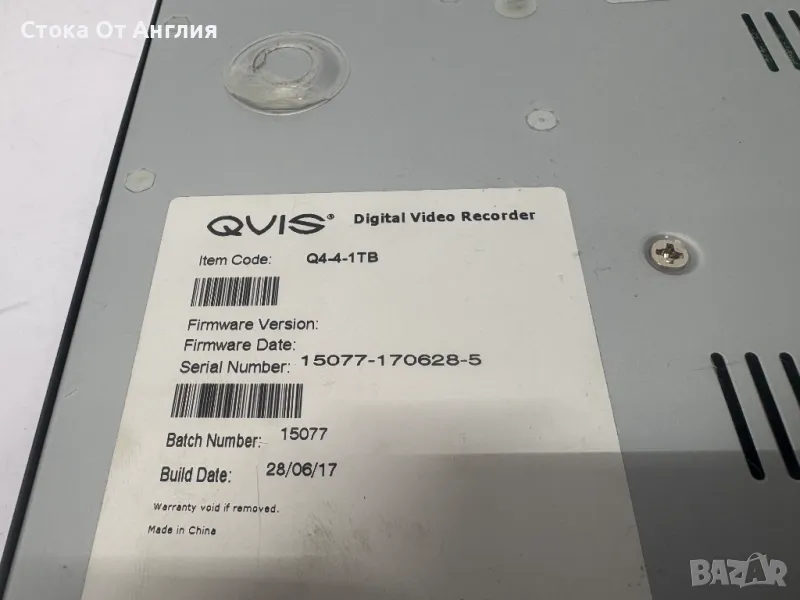 Стока От Англия
QVIS® Digital Video Recorder
Item Code: Q4-4-1TB
Firmware Version:
Firmware Date:
Serial Number: 15077-170628-5
Batch Number: 15077
Build Date: 28/06/17
Warranty void if removed.
Made in China
BAZAR